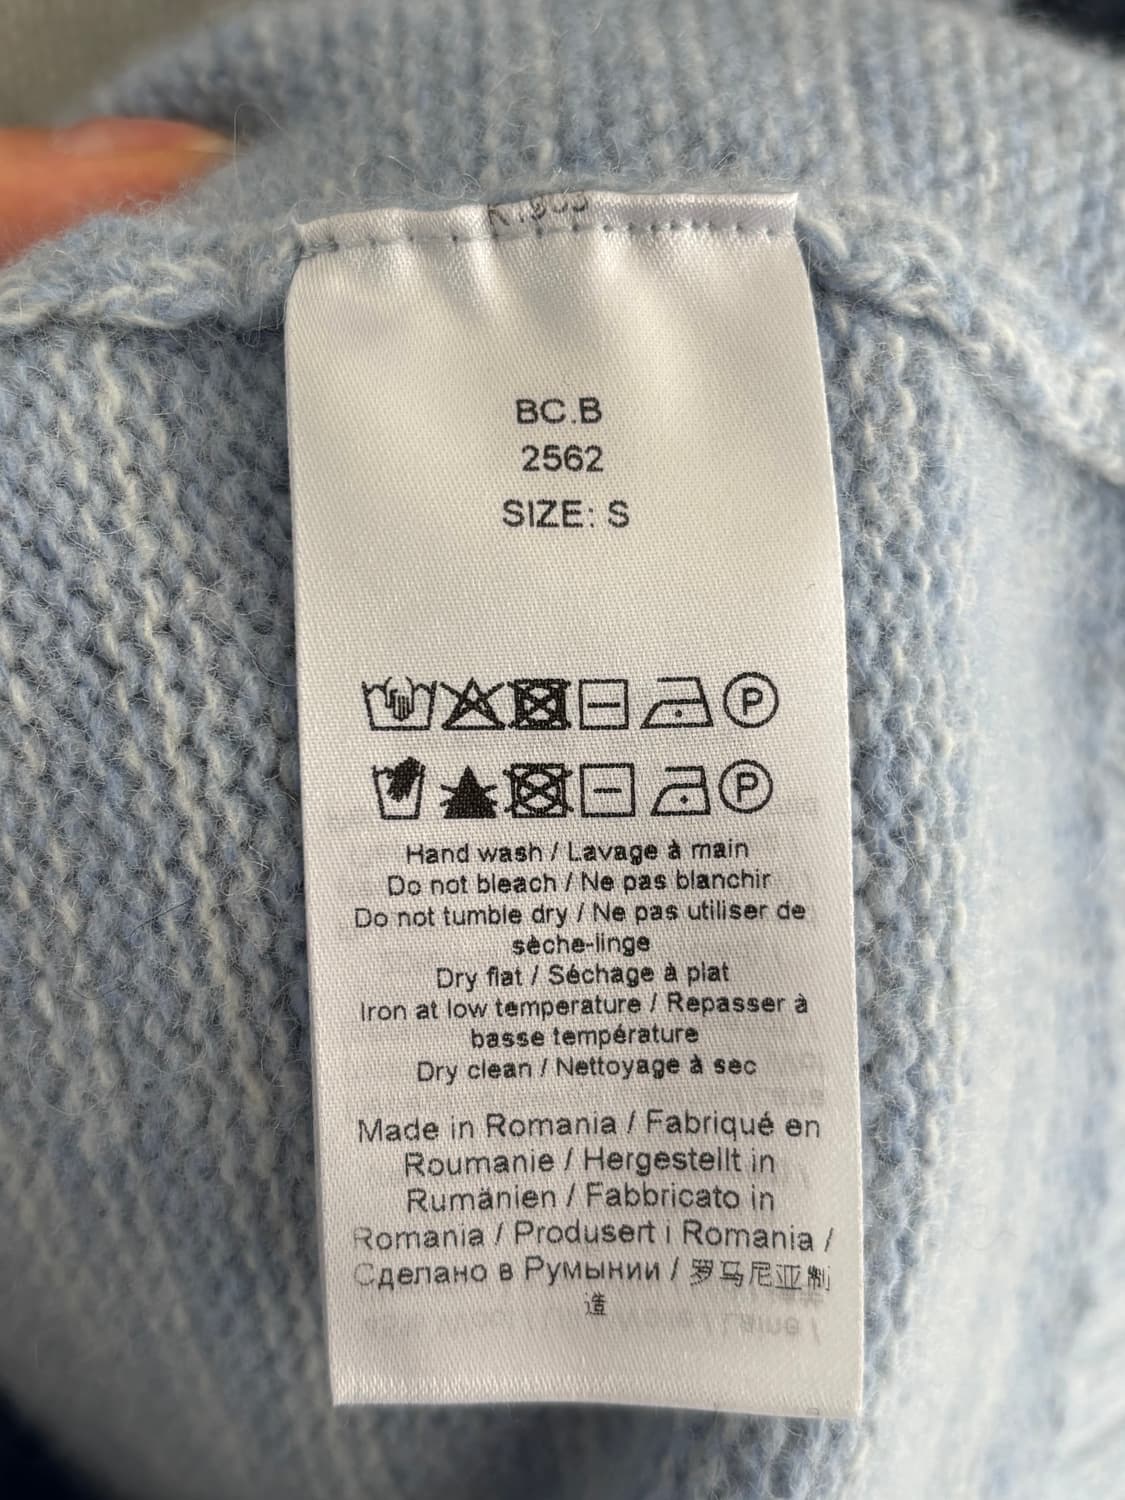 BC.B
2562
SIZE: S
P
P
Hand wash / Lavage à main
Do not bleach / Ne pas blanchir
Do not tumble dry / Ne pas utiliser de
sèche-linge
Dry flat / Séchage à plat
Iron at low temperature / Repasser à
basse température
Dry clean / Nettoyage à sec
Made in Romania / Fabriqué en
Roumanie / Hergestellt in
Rumänien / Fabbricato in
Romania / Produsert i Romania /
Сделано в Румынии / 罗马尼亚制
造